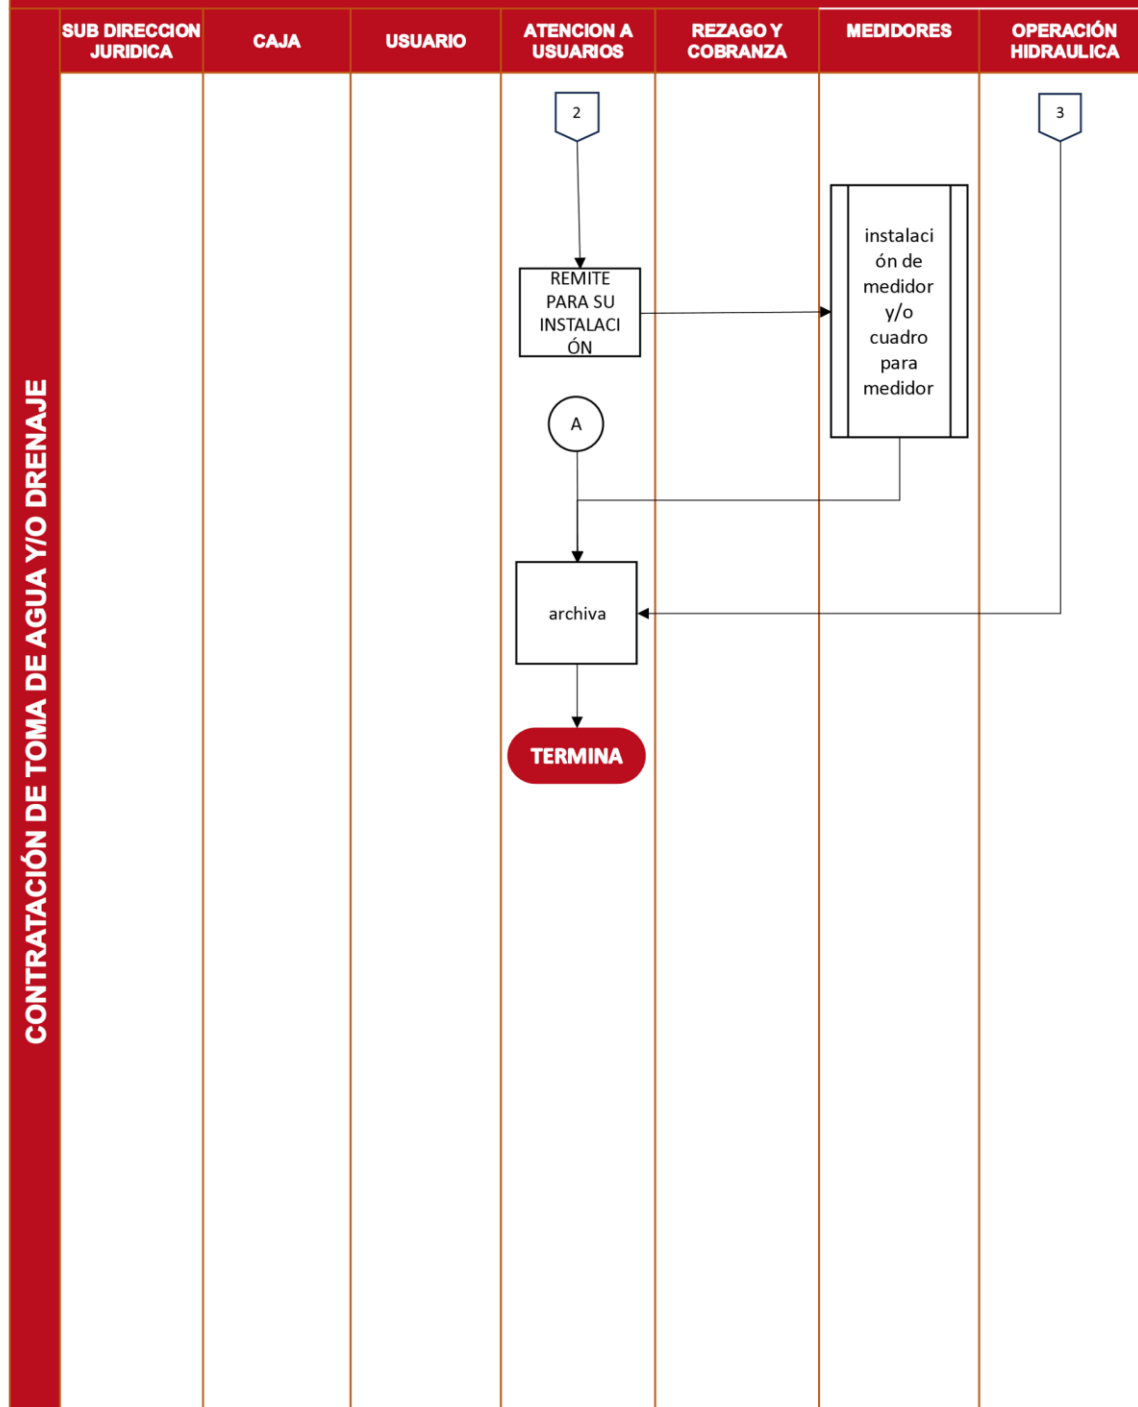 SUB DIRECCION
JURIDICA
CAJA
USUARIO
ATENCION A
USUARIOS
REZAGO Y
COBRANZA
MEDIDORES
OPERACIÓN
HIDRAULICA
CONTRATACIÓN DE TOMA DE AGUA Y/O DRENAJE
2
3
instalaci
ón de
medidor
y/o
cuadro
para
medidor
REMITE
PARA SU
INSTALACI
ÓN
A
archiva
TERMINA